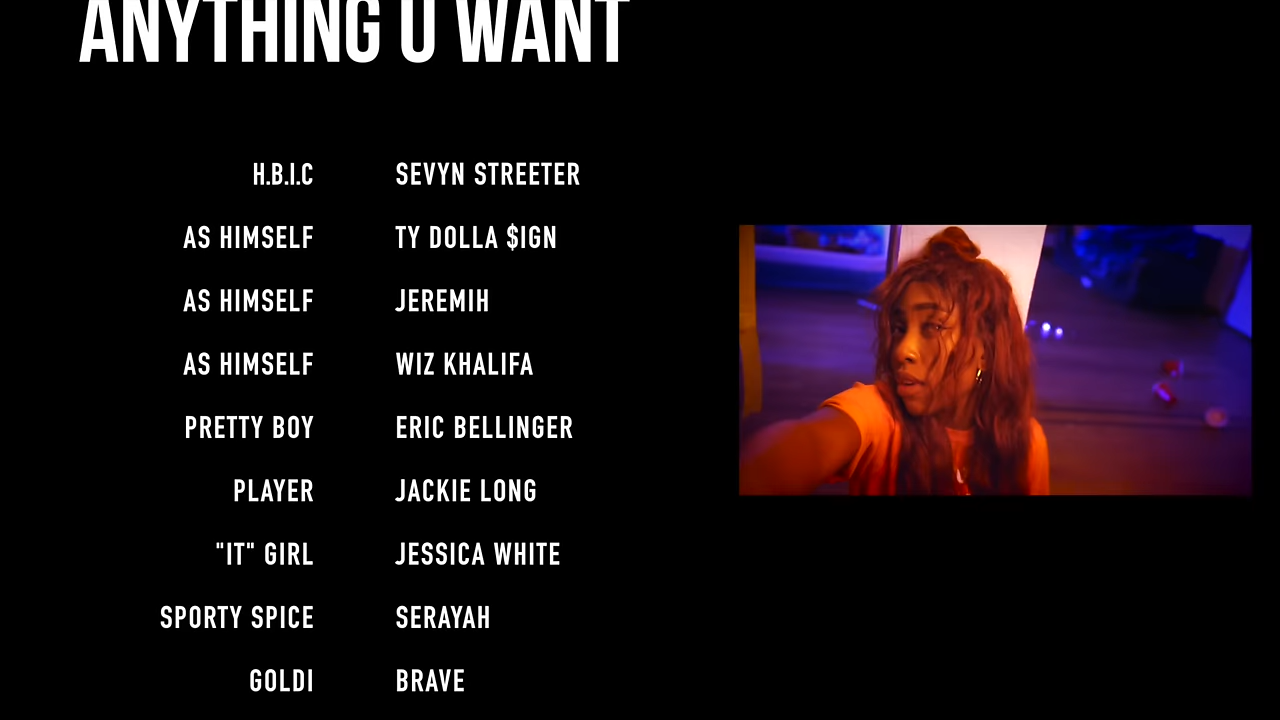 ANYTHING U WANT
H.B.I.C SEVYN STREETER
AS HIMSELF TY DOLLA $IGN
AS HIMSELF JEREMIH
AS HIMSELF WIZ KHALIFA
PRETTY BOY ERIC BELLINGER
PLAYER JACKIE LONG
"IT" GIRL JESSICA WHITE
SPORTY SPICE SERAYAH
GOLDI BRAVE